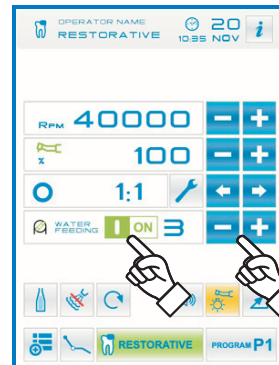 OPERATOR NAME
RESTORATIVE
10:35
20
NOV
i
RPM 40000 - +
% 100 - +
1:1
WATER
FEEDING I ON 3 - +
RESTORATIVE
PROGRAM P1